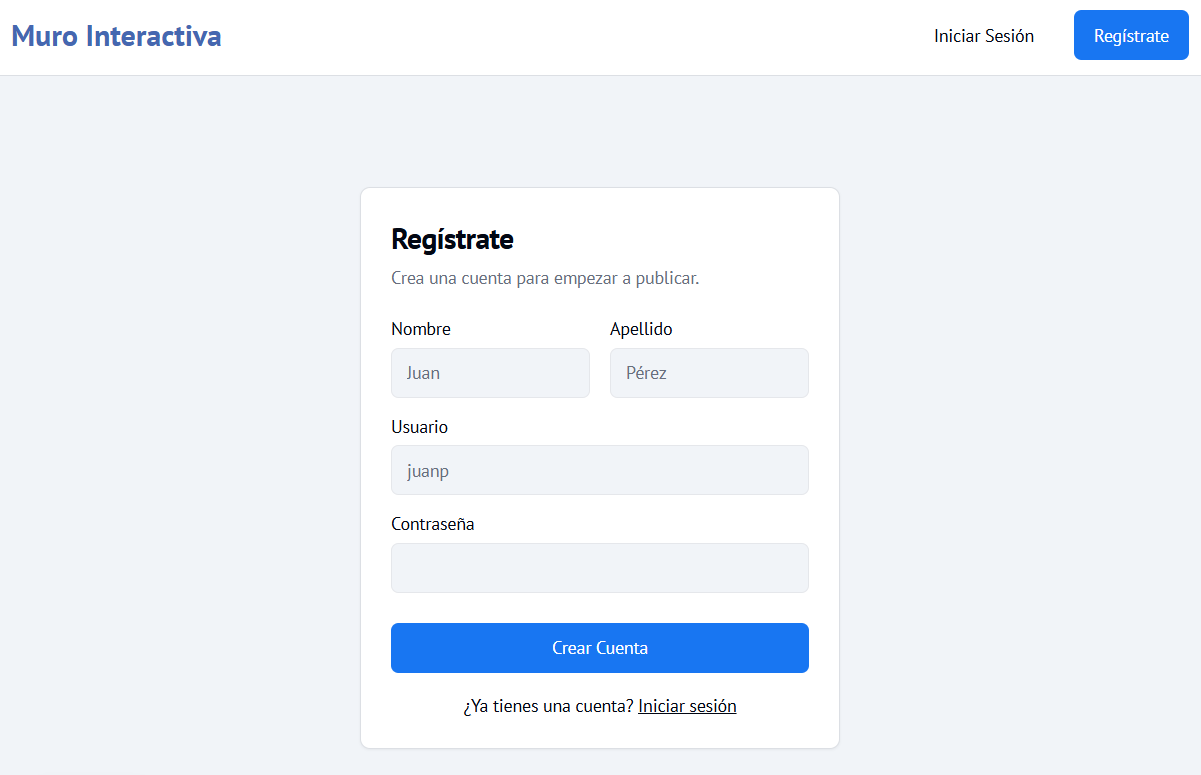 Muro Interactiva
Iniciar Sesión
Regístrate
Regístrate
Crea una cuenta para empezar a publicar.
Nombre
Apellido
Juan
Pérez
Usuario
juanp
Contraseña
Crear Cuenta
¿Ya tienes una cuenta? Iniciar sesión